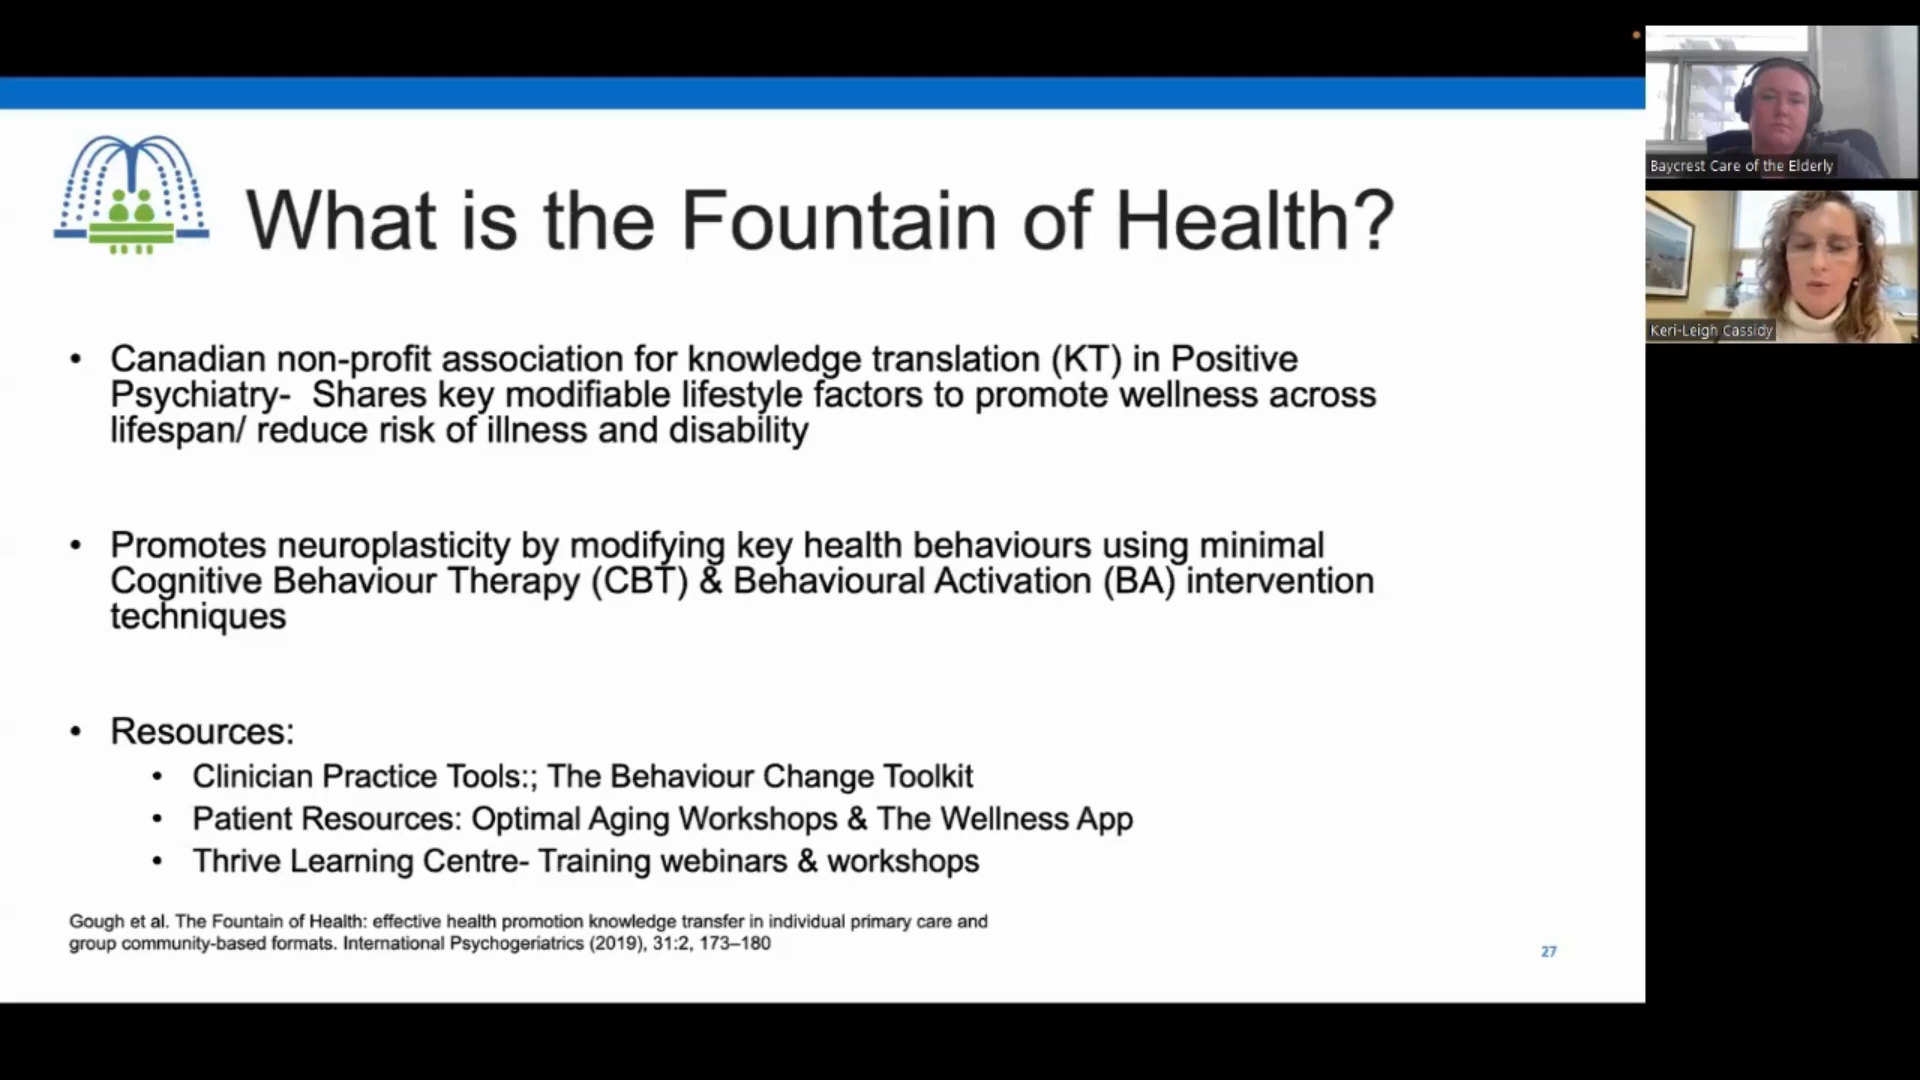 What is the Fountain of Health?
• Canadian non-profit association for knowledge translation (KT) in Positive
Psychiatry-  Shares key modifiable lifestyle factors to promote wellness across
lifespan/ reduce risk of illness and disability
• Promotes neuroplasticity by modifying key health behaviours using minimal
Cognitive Behaviour Therapy (CBT) & Behavioural Activation (BA) intervention
techniques
• Resources:
• Clinician Practice Tools:; The Behaviour Change Toolkit
• Patient Resources: Optimal Aging Workshops & The Wellness App
• Thrive Learning Centre- Training webinars & workshops
Gough et al. The Fountain of Health: effective health promotion knowledge transfer in individual primary care and
group community-based formats. International Psychogeriatrics (2019), 31:2, 173–180
27
Baycrest Care of the Elderly
Keri-Leigh Cassidy